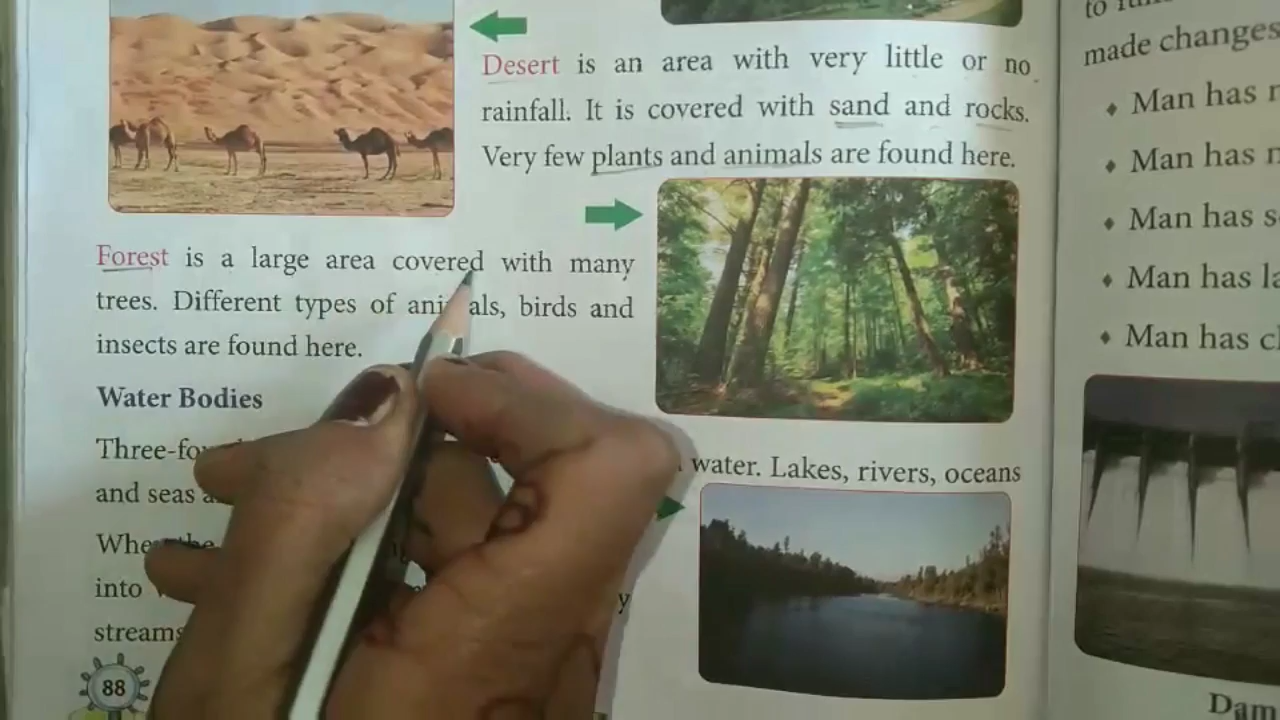 Desert is an area with very little or no
rainfall. It is covered with sand and rocks.
Very few plants and animals are found here.
Forest is a large area covered with many
trees. Different types of als, birds and
insects are found here.
Water Bodies
water. Lakes, rivers, oceans
and seas
the
into
streams
88
to
made changes
♦ Man has
♦ Man has
♦ Man has
♦ Man has
♦ Man has
Dam